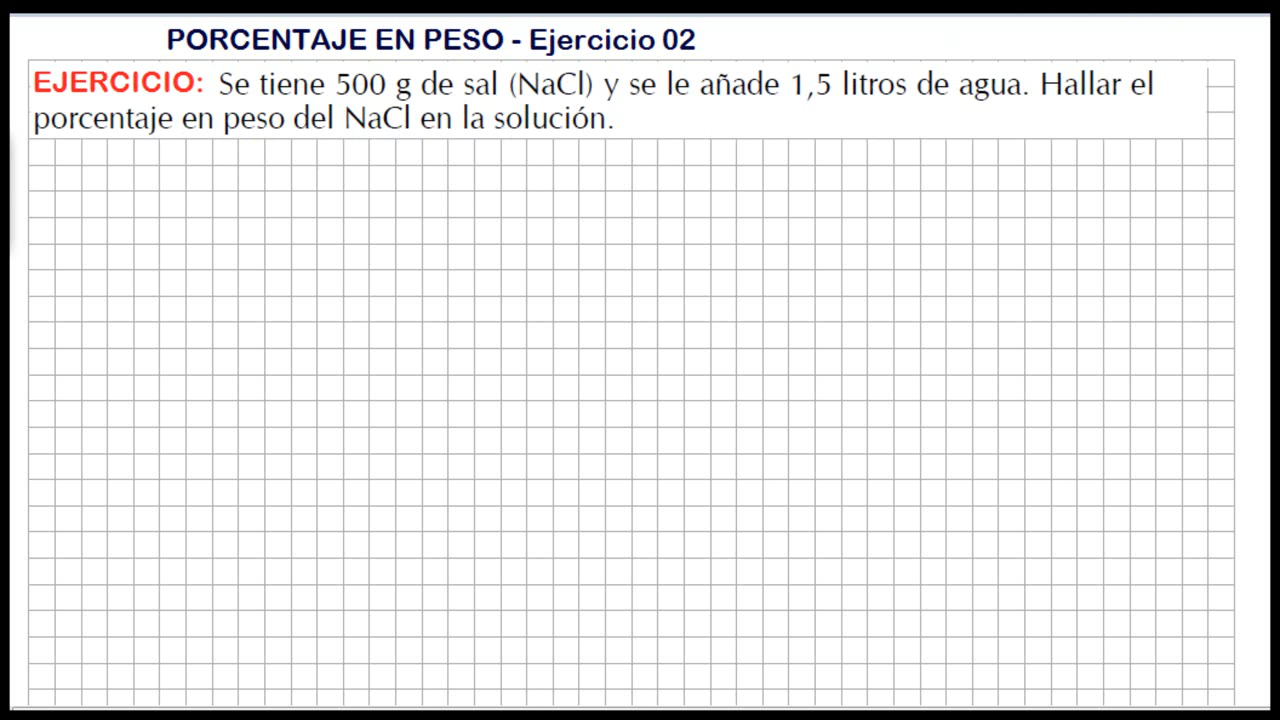 PORCENTAJE EN PESO - Ejercicio 02
EJERCICIO: Se tiene 500 g de sal (NaCl) y se le añade 1,5 litros de agua. Hallar el
porcentaje en peso del NaCl en la solución.